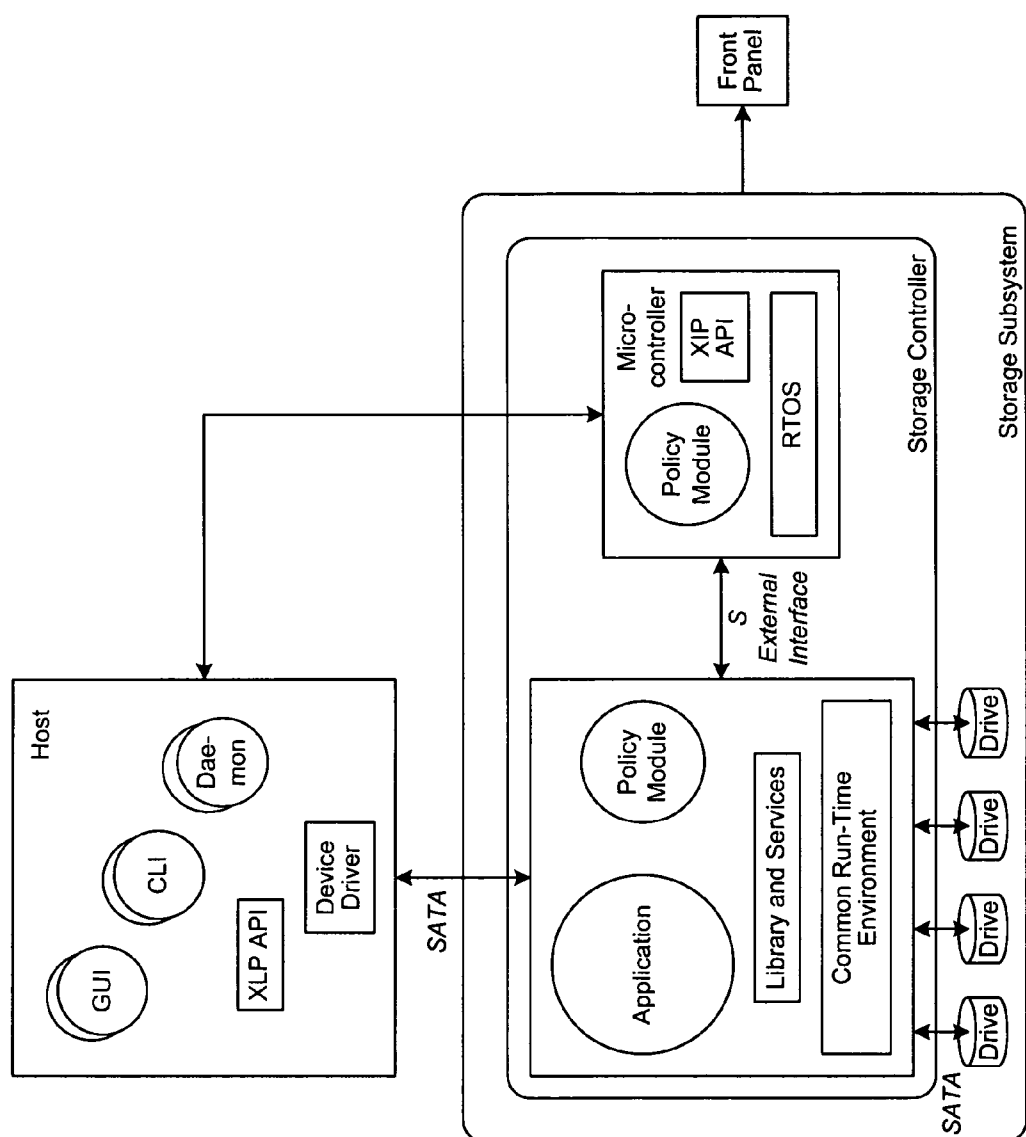 Host
GUI
CLI
Dae-
mon
XLP API
Device
Driver
SATA
Application
Policy
Module
Library and Services
Common Run-Time
Environment
S
External
Interface
Micro-
controller
Policy
Module
XIP
API
RTOS
Storage Controller
Storage Subsystem
SATA
Drive
Drive
Drive
Drive
Front
Panel